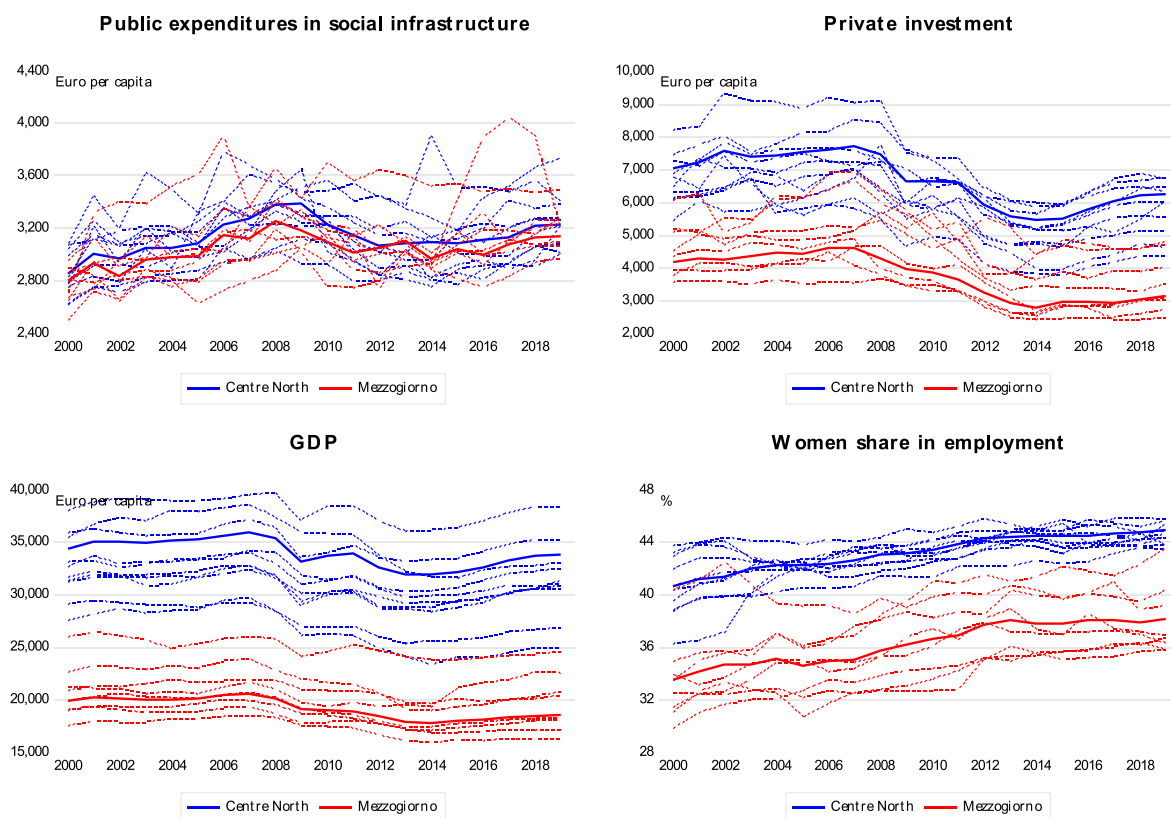 Public expenditures in social infrastructure
4,400
Euro per capita
4,000
3,600
3,200
2,800
2,400
2000 2002 2004 2006 2008 2010 2012 2014 2016 2018
Centre North Mezzogiorno
Private investment
10,000
Euro per capita
9,000
8,000
7,000
6,000
5,000
4,000
3,000
2,000
2000 2002 2004 2006 2008 2010 2012 2014 2016 2018
Centre North Mezzogiorno
GDP
40,000
Euro per capita
35,000
30,000
25,000
20,000
15,000
2000 2002 2004 2006 2008 2010 2012 2014 2016 2018
Centre North Mezzogiorno
Women share in employment
48
%
44
40
36
32
28
2000 2002 2004 2006 2008 2010 2012 2014 2016 2018
Centre North Mezzogiorno